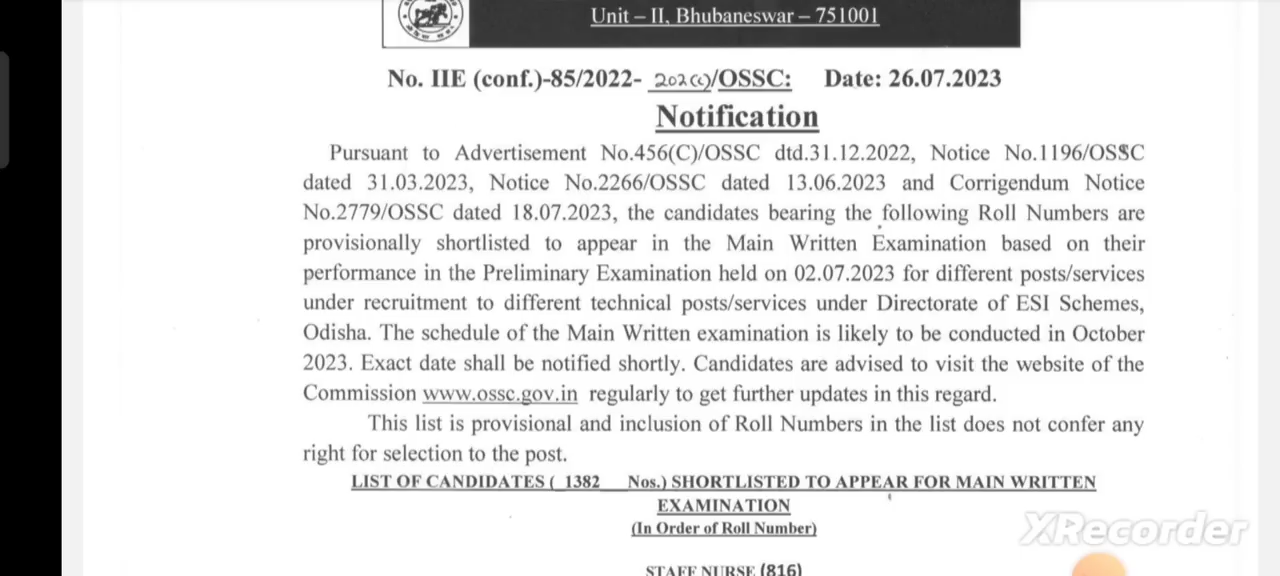 Unit – II, Bhubaneswar – 751001
No. IIE (conf.)-85/2022- /OSSC: Date: 26.07.2023
Notification
Pursuant to Advertisement No.456(C)/OSSC dtd.31.12.2022, Notice No.1196/OSSC
dated 31.03.2023, Notice No.2266/OSSC dated 13.06.2023 and Corrigendum Notice
No.2779/OSSC dated 18.07.2023, the candidates bearing the following Roll Numbers are
provisionally shortlisted to appear in the Main Written Examination based on their
performance in the Preliminary Examination held on 02.07.2023 for different posts/services
under recruitment to different technical posts/services under Directorate of ESI Schemes,
Odisha. The schedule of the Main Written examination is likely to be conducted in October
2023. Exact date shall be notified shortly. Candidates are advised to visit the website of the
Commission www.ossc.gov.in regularly to get further updates in this regard.
This list is provisional and inclusion of Roll Numbers in the list does not confer any
right for selection to the post.
LIST OF CANDIDATES ( 1382 Nos.) SHORTLISTED TO APPEAR FOR MAIN WRITTEN
EXAMINATION
(In Order of Roll Number)
XRecorder
STAFF NURSE (816)